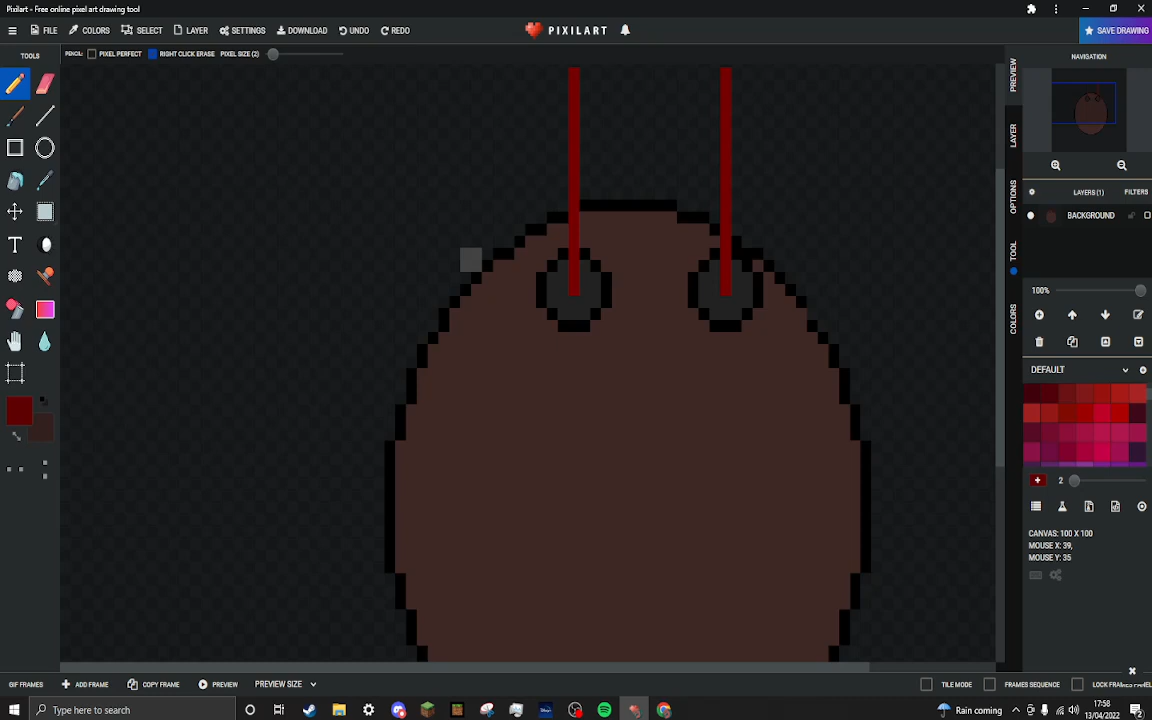 Pixilart - Free online pixel art drawing tool
FILE COLORS SELECT LAYER SETTINGS DOWNLOAD UNDO REDO PIXILART SAVE DRAWING
TOOLS PENCIL: PIXEL PERFECT RIGHT CLICK ERASE PIXEL SIZE (2) NAVIGATION
PREVIEW
LAYER
OPTIONS
TOOL
COLORS
LAYERS(1) FILTERS
BACKGROUND
100%
DEFAULT
2
CANVAS: 100 X 100
MOUSE X: 39,
MOUSE Y: 35
GIF FRAMES ADD FRAME COPY FRAME PREVIEW PREVIEW SIZE TILE MODE FRAMES SEQUENCE LOCK FRAMES PANEL
Type here to search Rain coming 17:58
13/04/2022